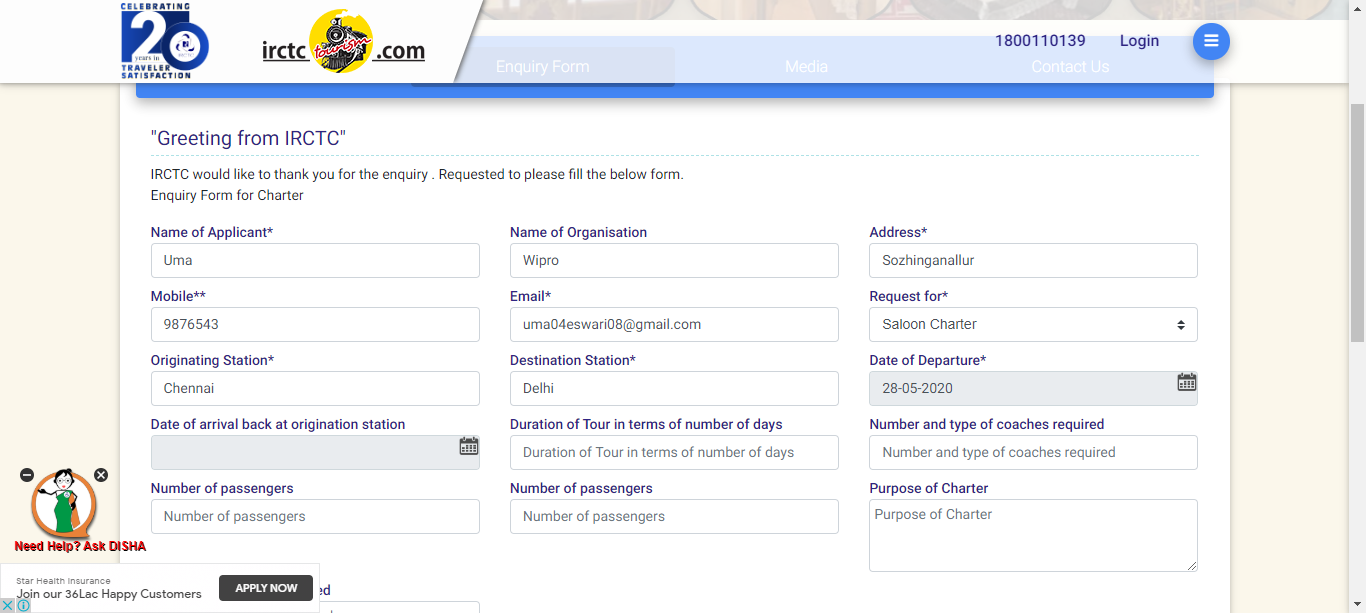 CELEBRATING
20
years in
TRAVELER
SATISFACTION
irctc tourism .com
1800110139 Login
Enquiry Form Media Contact Us
"Greeting from IRCTC"
IRCTC would like to thank you for the enquiry . Requested to please fill the below form.
Enquiry Form for Charter
Name of Applicant* Name of Organisation Address*
Uma Wipro Sozhinganallur
Mobile** Email* Request for*
9876543 uma04eswari08@gmail.com Saloon Charter
Originating Station* Destination Station* Date of Departure*
Chennai Delhi 28-05-2020
Date of arrival back at origination station Duration of Tour in terms of number of days Number and type of coaches required
Duration of Tour in terms of number of days Number and type of coaches required
Number of passengers Number of passengers Purpose of Charter
Number of passengers Number of passengers Purpose of Charter
Need Help? Ask DISHA
Star Health Insurance
Join our 36Lac Happy Customers
APPLY NOW
ed